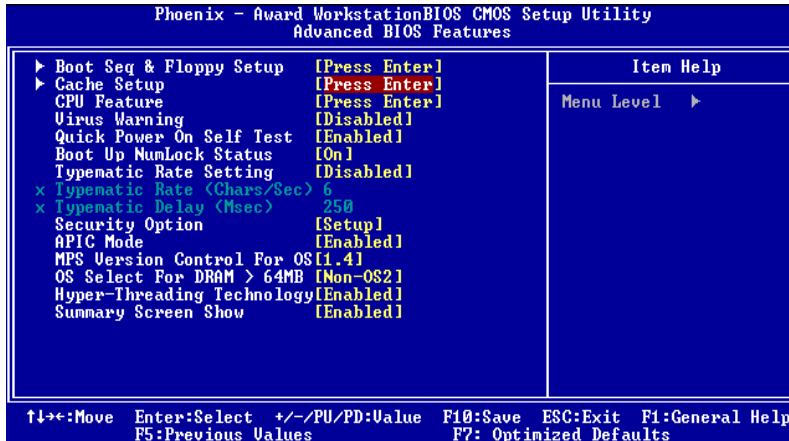 Phoenix - Award WorkstationBIOS CMOS Setup Utility
Advanced BIOS Features
▶ Boot Seq & Floppy Setup [Press Enter]
▶ Cache Setup [Press Enter]
CPU Feature [Press Enter]
Virus Warning [Disabled]
Quick Power On Self Test [Enabled]
Boot Up NumLock Status [On]
Typematic Rate Setting [Disabled]
x Typematic Rate (Chars/Sec) 6
x Typematic Delay (Msec) 250
Security Option [Setup]
APIC Mode [Enabled]
MPS Version Control For OS[1.4]
OS Select For DRAM > 64MB [Non-OS2]
Hyper-Threading Technology[Enabled]
Summary Screen Show [Enabled]
Item Help
Menu Level ▶
↑↓→←:Move Enter:Select +/-/PU/PD:Value F10:Save ESC:Exit F1:General Help
F5:Previous Values F7: Optimized Defaults